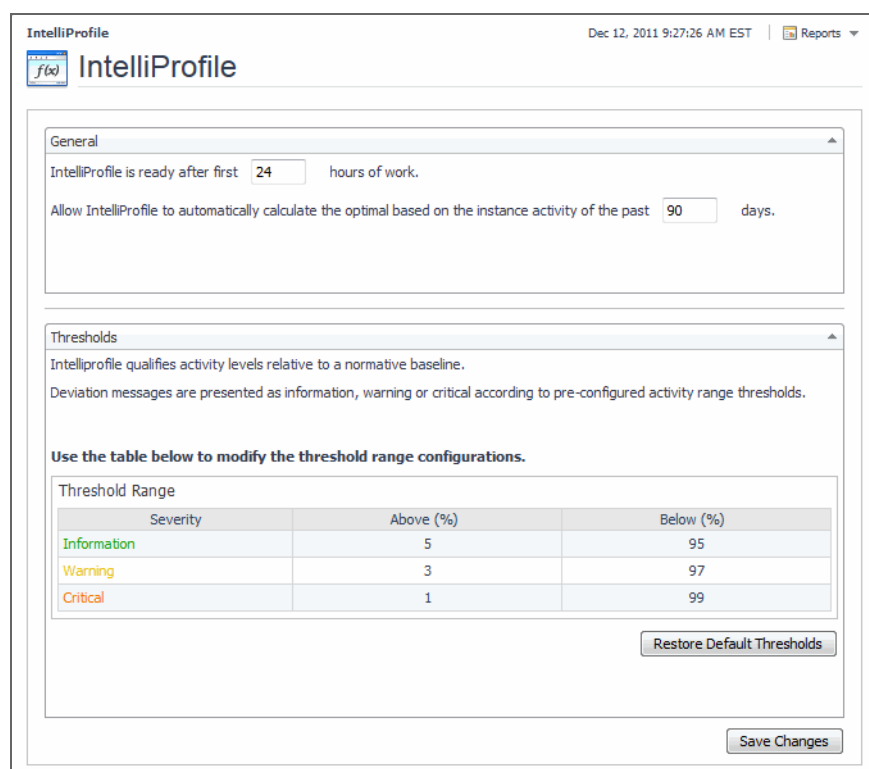 IntelliProfile
Dec 12, 2011 9:27:26 AM EST
Reports
f(x)
IntelliProfile
General
IntelliProfile is ready after first 24 hours of work.
Allow IntelliProfile to automatically calculate the optimal based on the instance activity of the past 90 days.
Thresholds
Intelliprofile qualifies activity levels relative to a normative baseline.
Deviation messages are presented as information, warning or critical according to pre-configured activity range thresholds.
Use the table below to modify the threshold range configurations.
Threshold Range
Severity Above (%) Below (%)
Information 5 95
Warning 3 97
Critical 1 99
Restore Default Thresholds
Save Changes